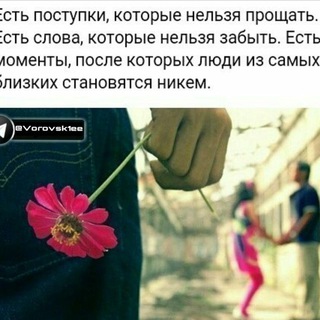 Есть поступки, которые нельзя прощать.
Есть слова, которые нельзя забыть. Есть
моменты, после которых люди из самых
близких становятся никем.
@Vorovsk1ee